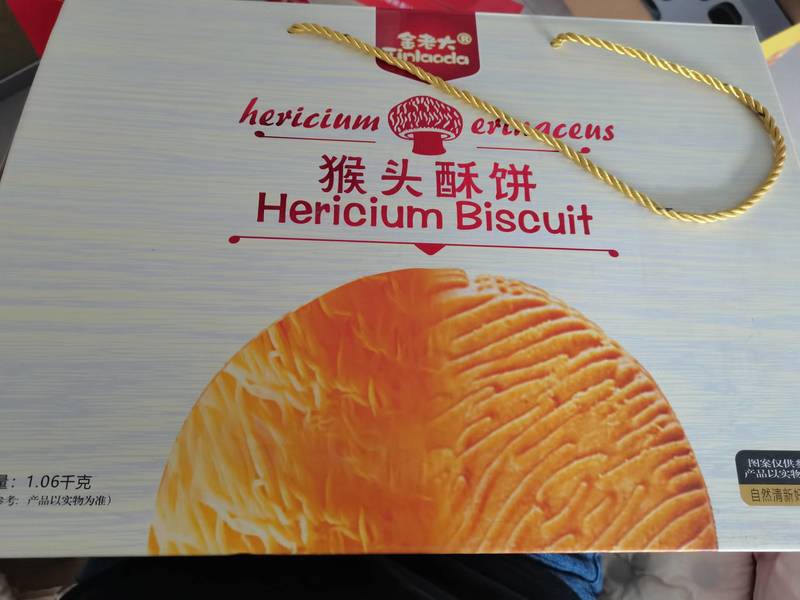 金老大®
Jinlaoda
hericium erinaceus
猴头酥饼
Hericium Biscuit
量：1.06千克
参考：产品以实物为准）
图案仅供参
产品以实物
自然清新好